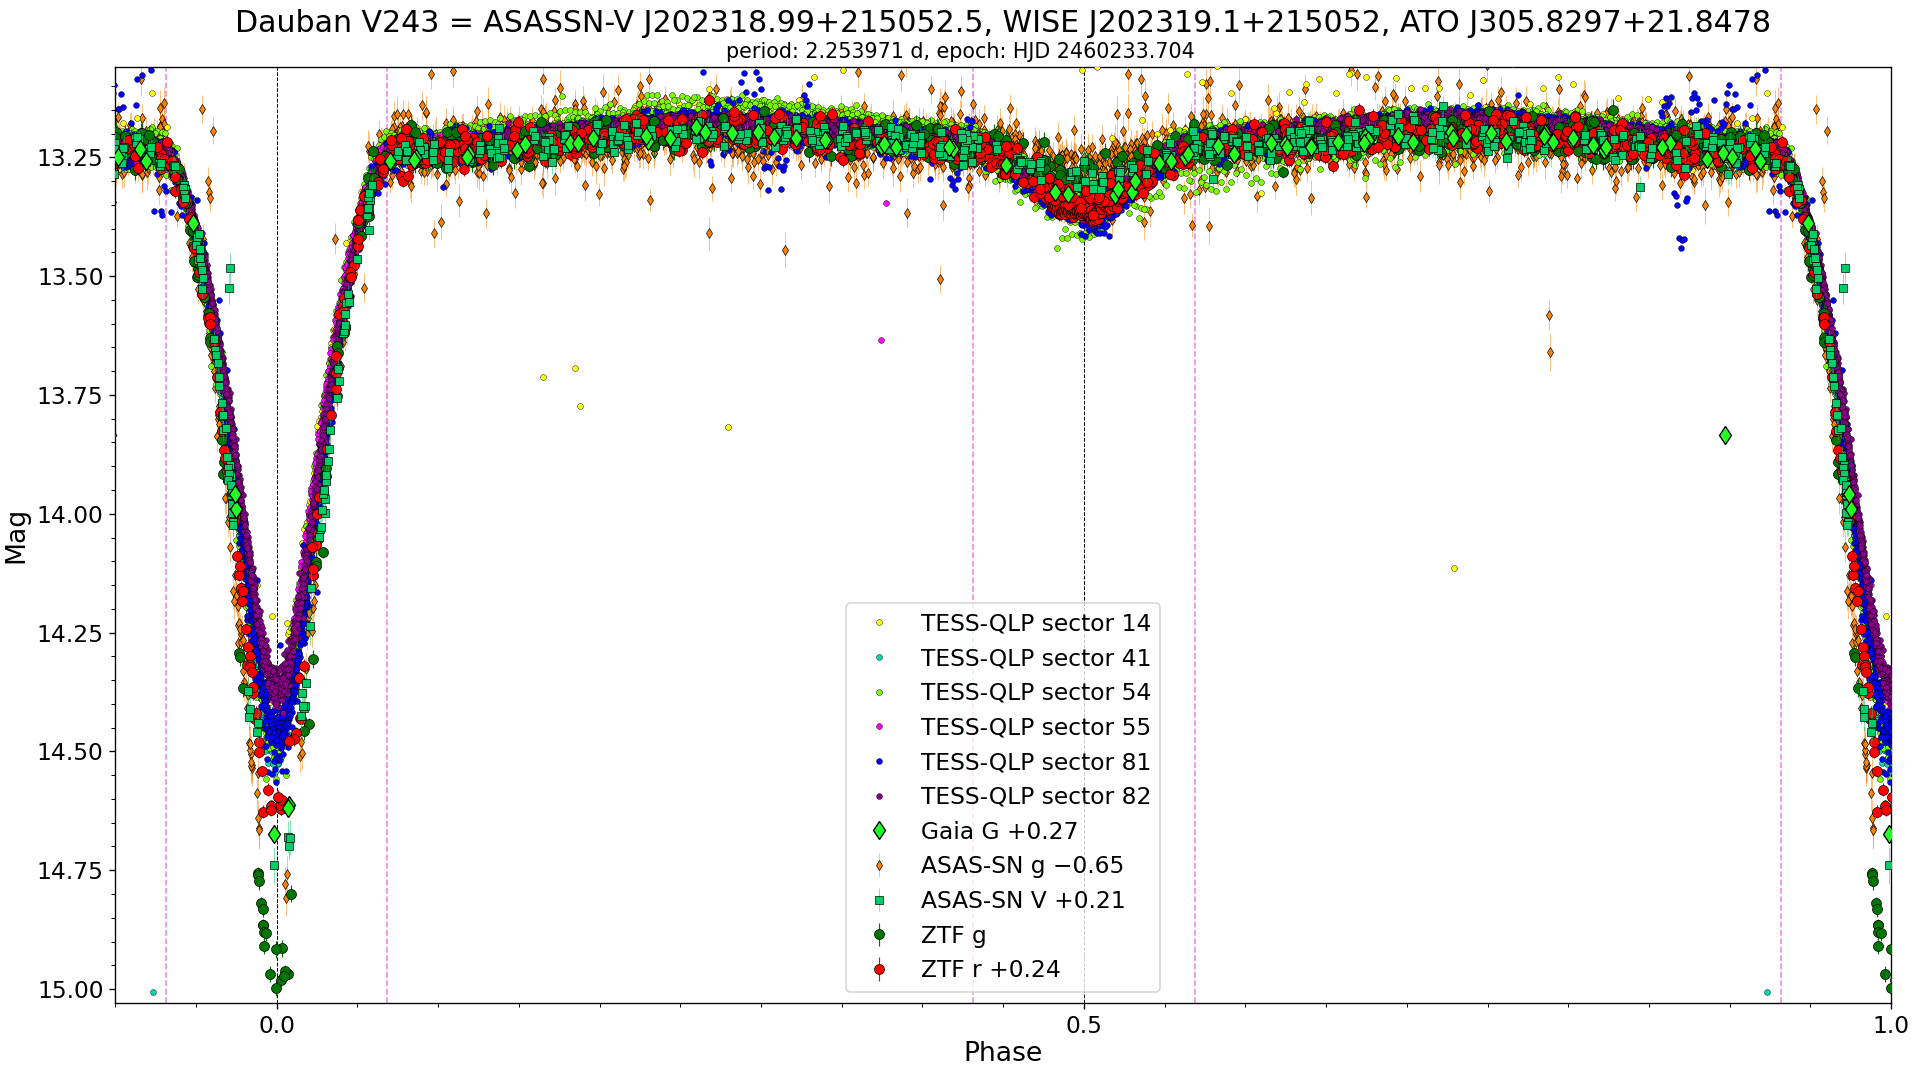 Dauban V243 = ASASSN-V J202318.99+215052.5, WISE J202319.1+215052, ATO J305.8297+21.8478
period: 2.253971 d, epoch: HJD 2460233.704
Mag
13.25
13.50
13.75
14.00
14.25
14.50
14.75
15.00
TESS-QLP sector 14
TESS-QLP sector 41
TESS-QLP sector 54
TESS-QLP sector 55
TESS-QLP sector 81
TESS-QLP sector 82
Gaia G +0.27
ASAS-SN g −0.65
ASAS-SN V +0.21
ZTF g
ZTF r +0.24
0.0
0.5
1.0
Phase